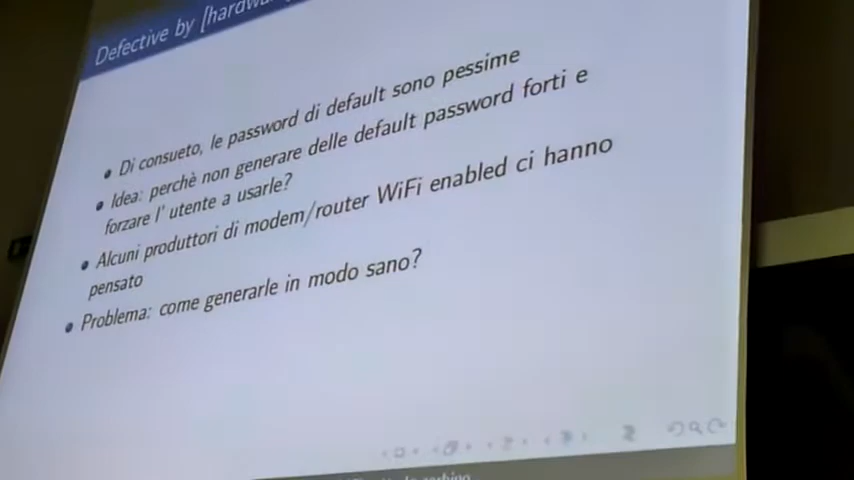 Defective by [hardwa
Di consueto, le password di default sono pessime
Idea: perchè non generare delle default password forti e
forzare l' utente a usarle?
Alcuni produttori di modem/router WiFi enabled ci hanno
pensato
Problema: come generarle in modo sano?